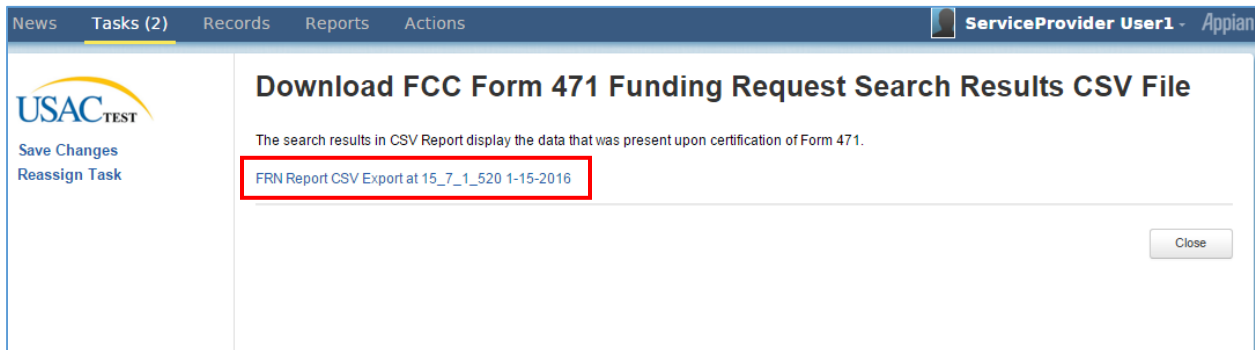 News Tasks (2) Records Reports Actions ServiceProvider User1 - Appian
Download FCC Form 471 Funding Request Search Results CSV File
USAC TEST
The search results in CSV Report display the data that was present upon certification of Form 471.
Save Changes
Reassign Task
FRN Report CSV Export at 15_7_1_520 1-15-2016
Close